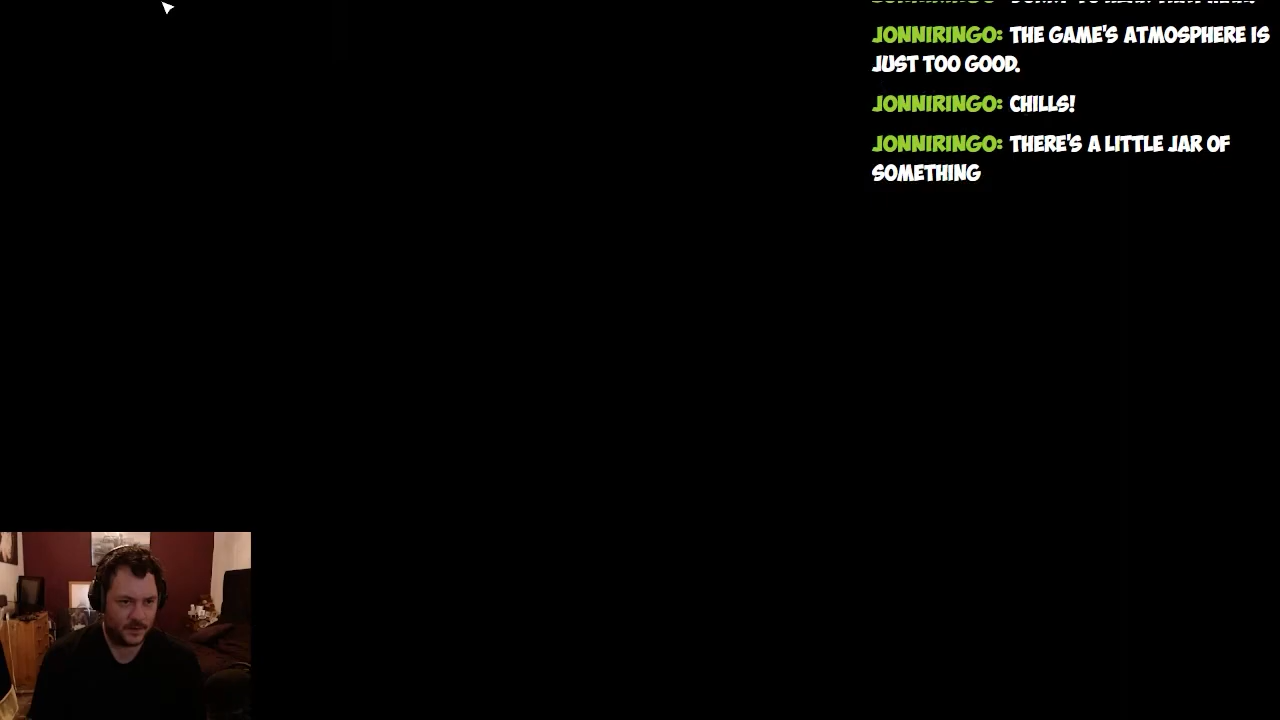 JONNIRINGO: THE GAME'S ATMOSPHERE IS
JUST TOO GOOD.
JONNIRINGO: CHILLS!
JONNIRINGO: THERE'S A LITTLE JAR OF
SOMETHING